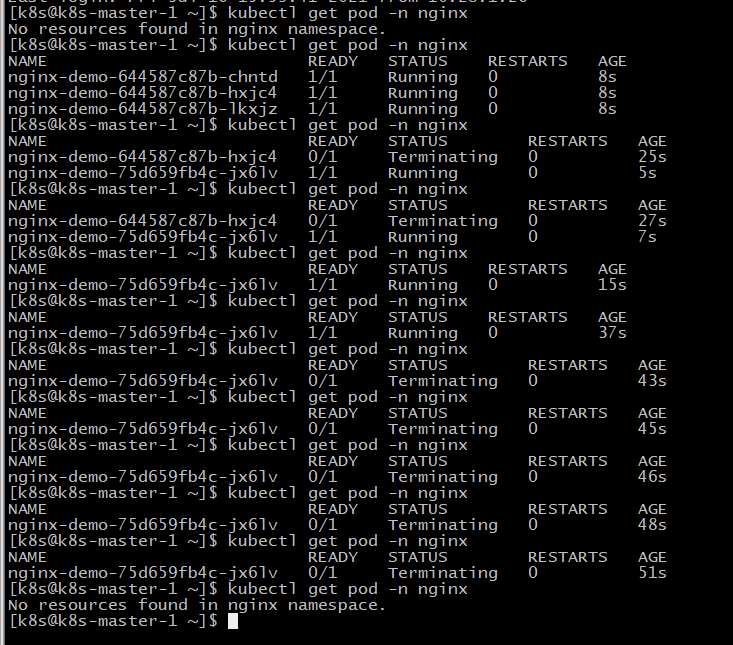 [k8s@k8s-master-1 ~]$ kubectl get pod -n nginx
No resources found in nginx namespace.
[k8s@k8s-master-1 ~]$ kubectl get pod -n nginx
NAME READY STATUS RESTARTS AGE
nginx-demo-644587c87b-chntd 1/1 Running 0 8s
nginx-demo-644587c87b-hxjc4 1/1 Running 0 8s
nginx-demo-644587c87b-lkxjz 1/1 Running 0 8s
[k8s@k8s-master-1 ~]$ kubectl get pod -n nginx
NAME READY STATUS RESTARTS AGE
nginx-demo-644587c87b-hxjc4 0/1 Terminating 0 25s
nginx-demo-75d659fb4c-jx6lv 1/1 Running 0 5s
[k8s@k8s-master-1 ~]$ kubectl get pod -n nginx
NAME READY STATUS RESTARTS AGE
nginx-demo-644587c87b-hxjc4 0/1 Terminating 0 27s
nginx-demo-75d659fb4c-jx6lv 1/1 Running 0 7s
[k8s@k8s-master-1 ~]$ kubectl get pod -n nginx
NAME READY STATUS RESTARTS AGE
nginx-demo-75d659fb4c-jx6lv 1/1 Running 0 15s
[k8s@k8s-master-1 ~]$ kubectl get pod -n nginx
NAME READY STATUS RESTARTS AGE
nginx-demo-75d659fb4c-jx6lv 1/1 Running 0 37s
[k8s@k8s-master-1 ~]$ kubectl get pod -n nginx
NAME READY STATUS RESTARTS AGE
nginx-demo-75d659fb4c-jx6lv 0/1 Terminating 0 43s
[k8s@k8s-master-1 ~]$ kubectl get pod -n nginx
NAME READY STATUS RESTARTS AGE
nginx-demo-75d659fb4c-jx6lv 0/1 Terminating 0 45s
[k8s@k8s-master-1 ~]$ kubectl get pod -n nginx
NAME READY STATUS RESTARTS AGE
nginx-demo-75d659fb4c-jx6lv 0/1 Terminating 0 46s
[k8s@k8s-master-1 ~]$ kubectl get pod -n nginx
NAME READY STATUS RESTARTS AGE
nginx-demo-75d659fb4c-jx6lv 0/1 Terminating 0 48s
[k8s@k8s-master-1 ~]$ kubectl get pod -n nginx
NAME READY STATUS RESTARTS AGE
nginx-demo-75d659fb4c-jx6lv 0/1 Terminating 0 51s
[k8s@k8s-master-1 ~]$ kubectl get pod -n nginx
No resources found in nginx namespace.
[k8s@k8s-master-1 ~]$